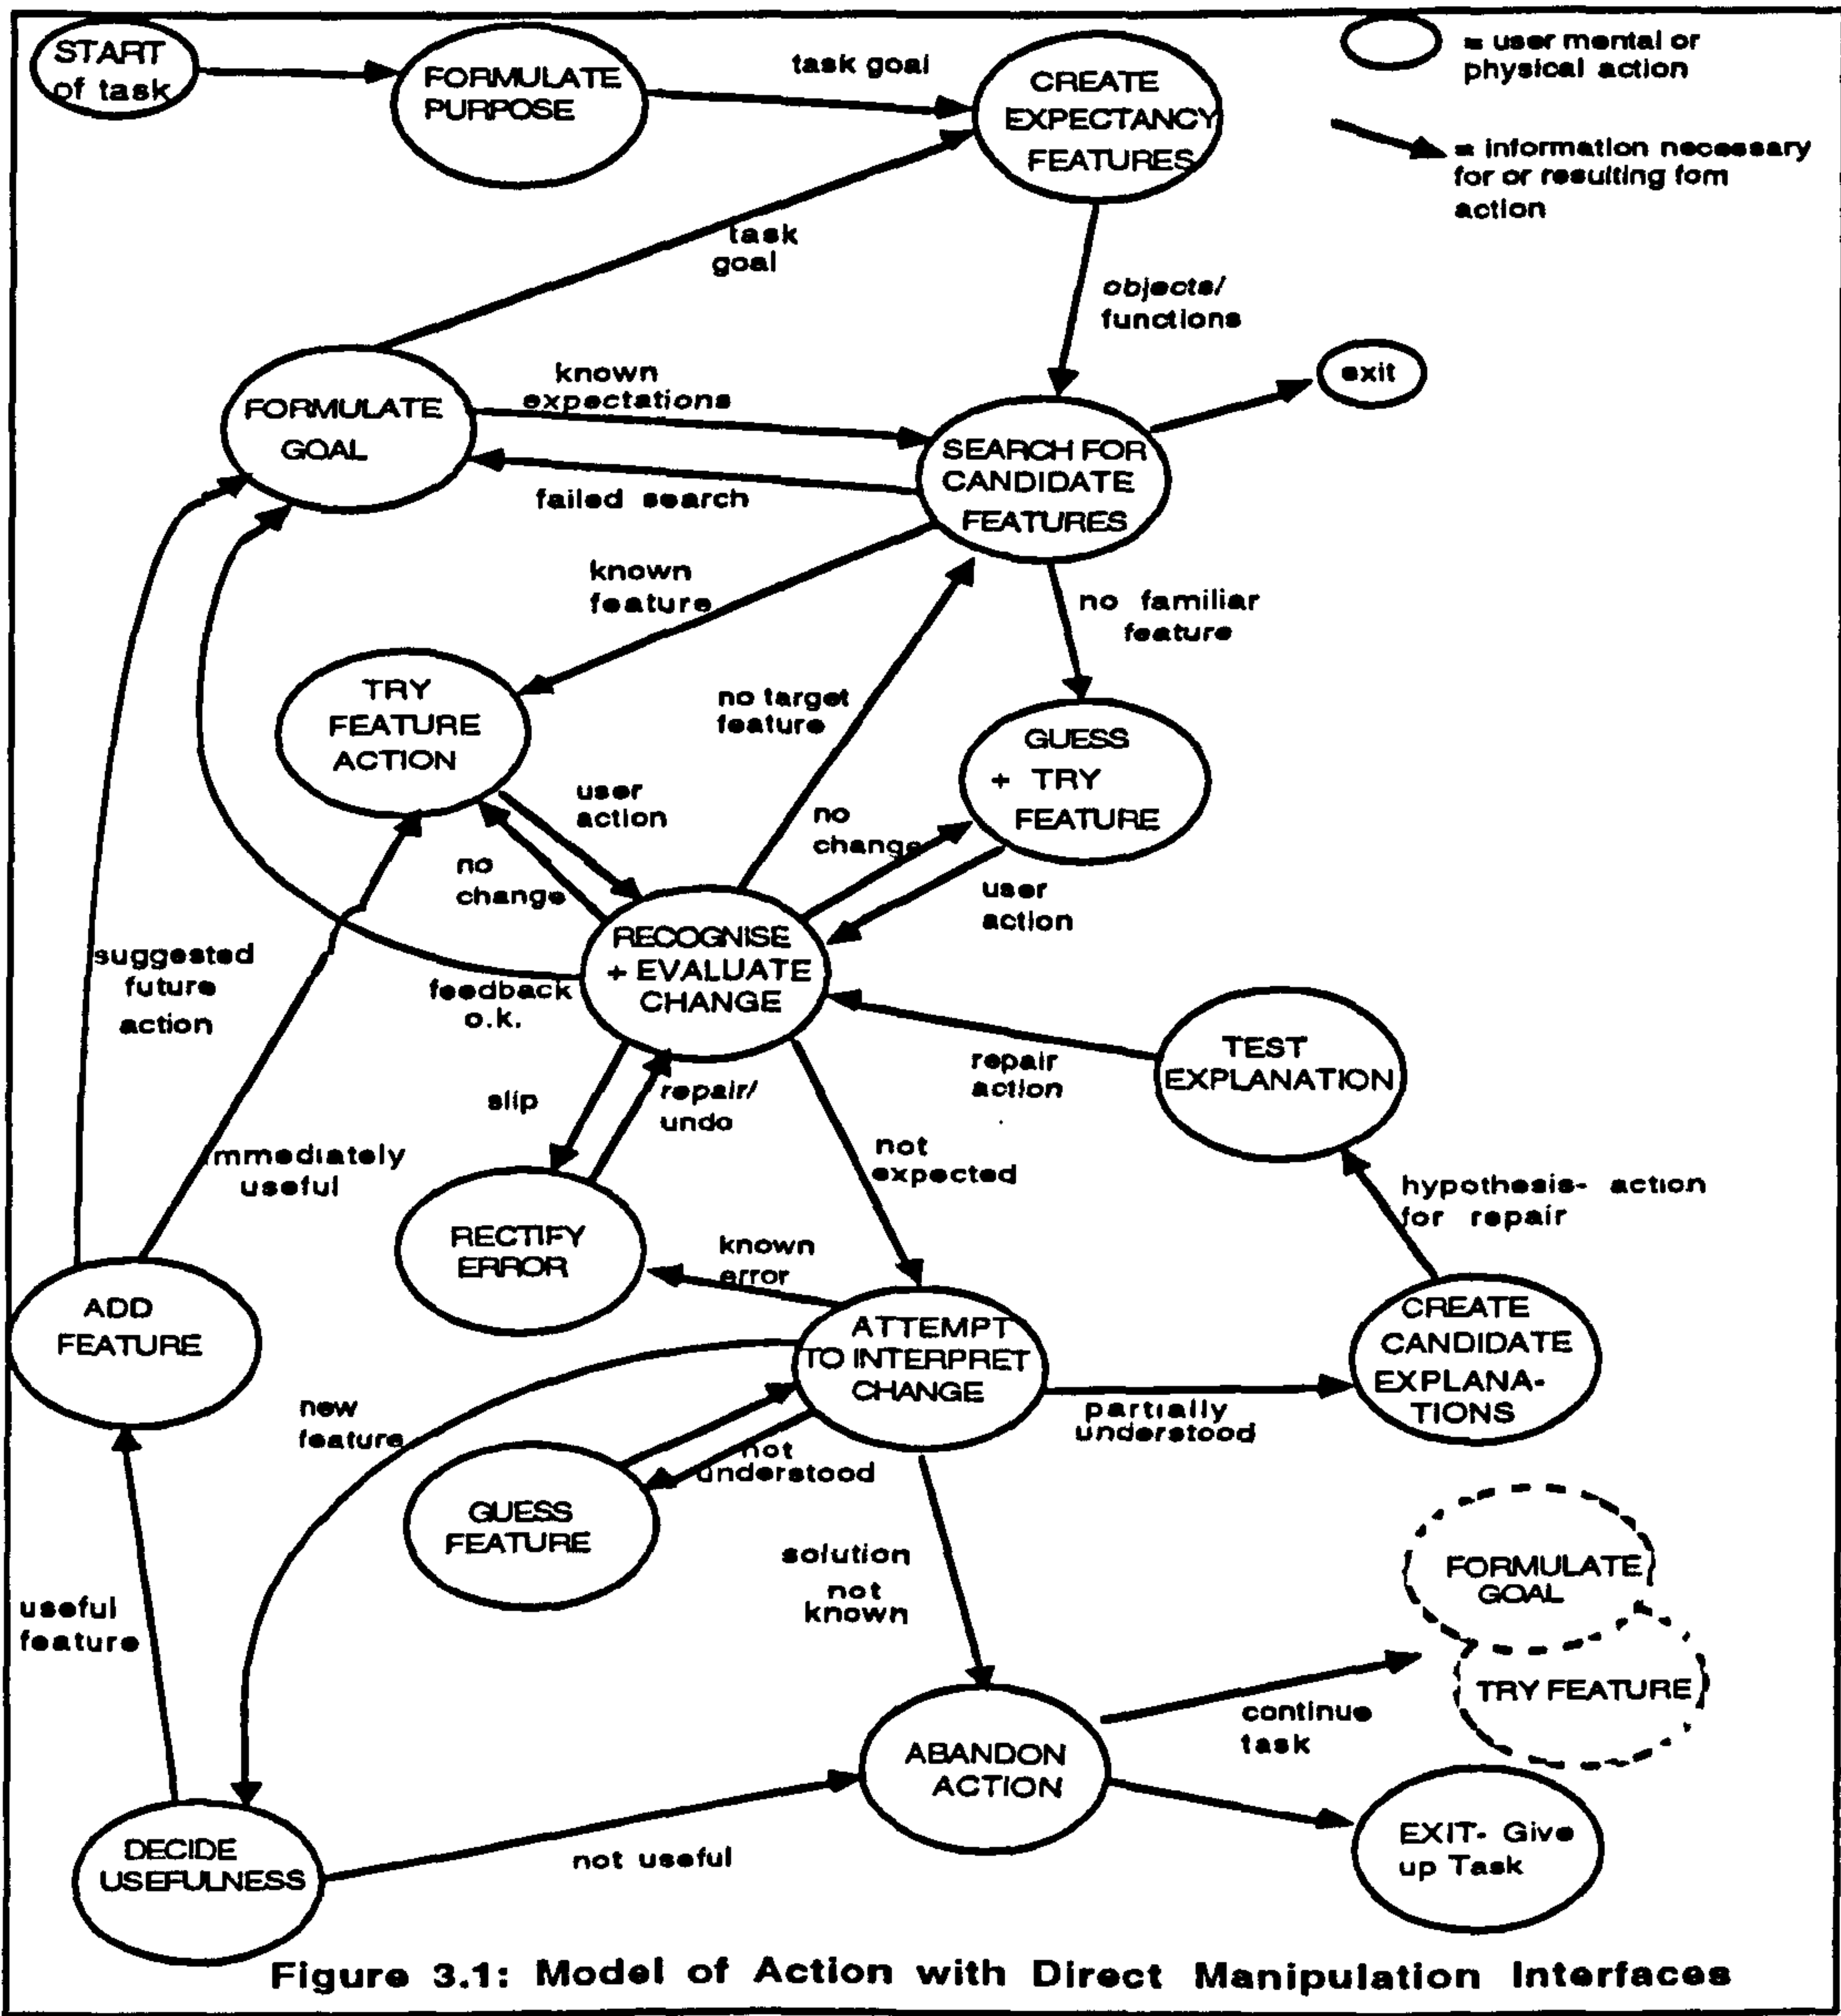 START
of task
FORMULATE
PURPOSE
task goal
CREATE
EXPECTANCY
FEATURES
= user mental or
physical action
= information necessary
for or resulting fom
action
task
goal
objects/
functions
exit
FORMULATE
GOAL
known
expectations
failed search
SEARCH FOR
CANDIDATE
FEATURES
known
feature
no familiar
feature
TRY
FEATURE
ACTION
no target
feature
GUESS
+ TRY
FEATURE
user
action
no
change
no
change
user
action
RECOGNISE
+ EVALUATE
CHANGE
suggested
future
action
feedback
o.k.
TEST
EXPLANATION
repair
action
slip
repair/
undo
immediately
useful
not
expected
hypothesis- action
for repair
RECTIFY
ERROR
known
error
ADD
FEATURE
ATTEMPT
TO INTERPRET
CHANGE
CREATE
CANDIDATE
EXPLANA-
TIONS
new
feature
partially
understood
not
understood
GUESS
FEATURE
solution
not
known
FORMULATE
GOAL
TRY FEATURE
useful
feature
continue
task
ABANDON
ACTION
DECIDE
USEFULNESS
not useful
EXIT- Give
up Task
Figure 3.1: Model of Action with Direct Manipulation Interfaces